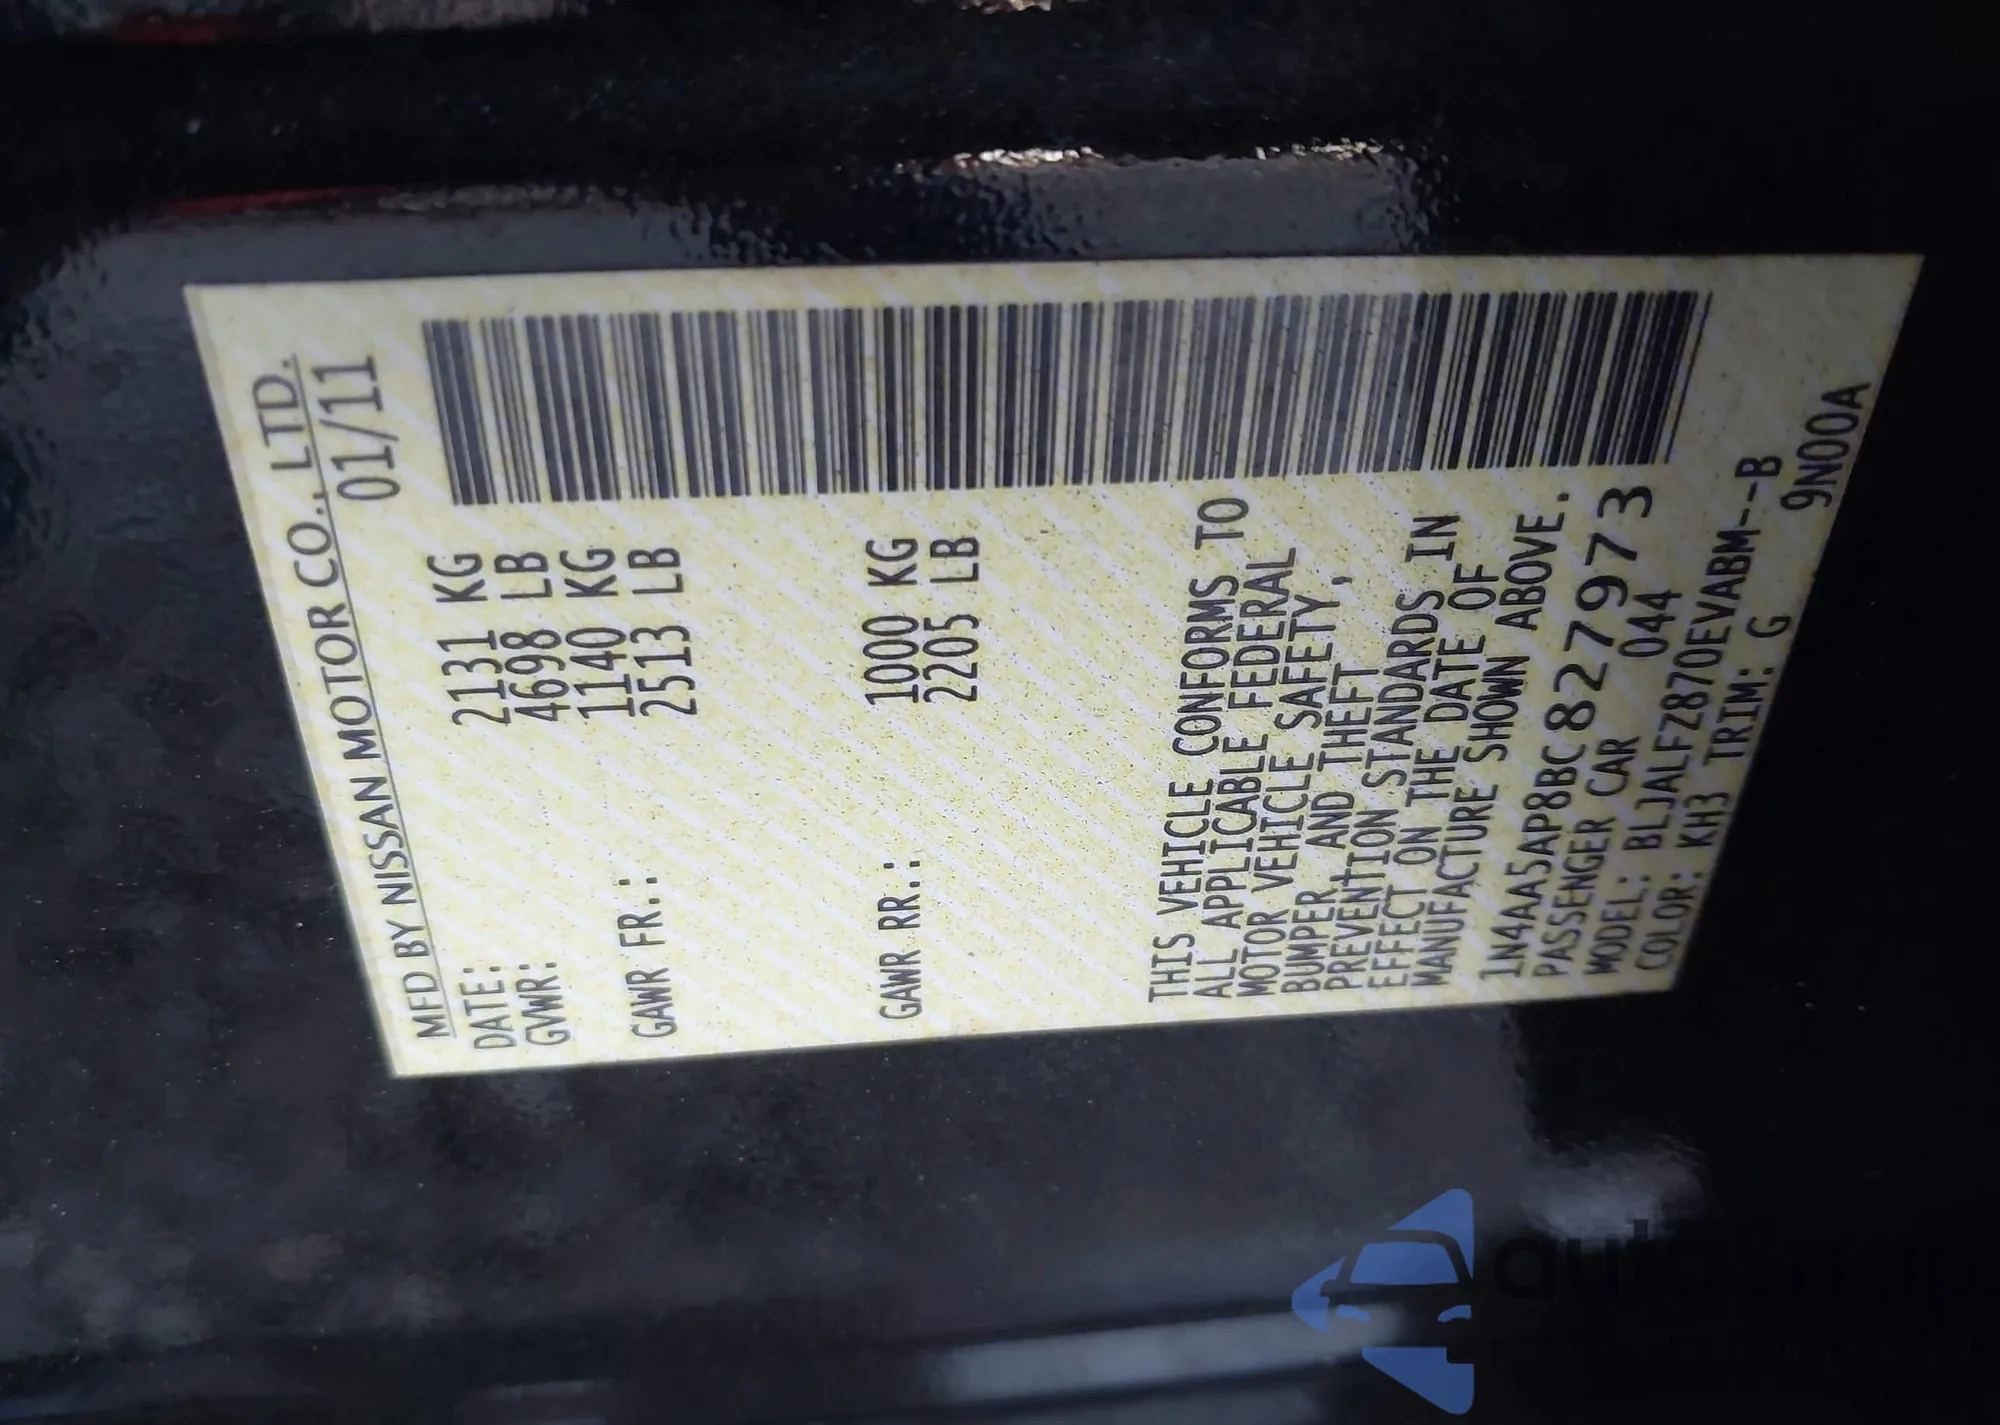 MFD BY NISSAN MOTOR CO., LTD.
DATE: 01/11
GVWR: 2131 KG
4698 LB
GAWR FR.: 1140 KG
2513 LB
GAWR RR.: 1000 KG
2205 LB
THIS VEHICLE CONFORMS TO
ALL APPLICABLE FEDERAL
MOTOR VEHICLE SAFETY,
BUMPER, AND THEFT
PREVENTION STANDARDS IN
EFFECT ON THE DATE OF
MANUFACTURE SHOWN ABOVE.
1N4AA5AP8BC827973
PASSENGER CAR 044
MODEL: BLJALFZ870EVABM--B
COLOR: KH3 TRIM: G 9N00A